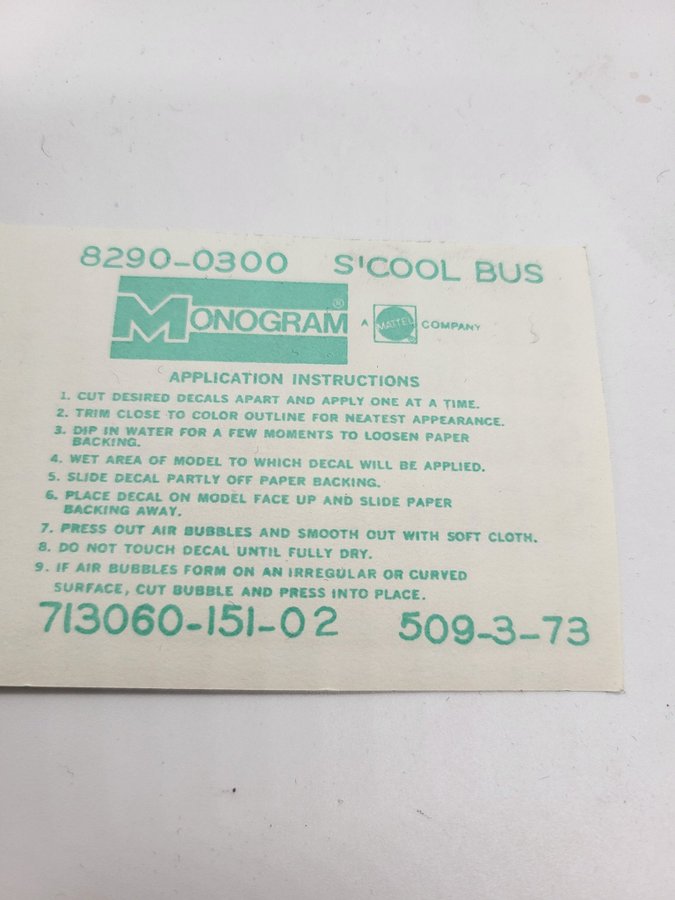 8290-0300 S'COOL BUS
MONOGRAM® A MATTEL® COMPANY
APPLICATION INSTRUCTIONS
1. CUT DESIRED DECALS APART AND APPLY ONE AT A TIME.
2. TRIM CLOSE TO COLOR OUTLINE FOR NEATEST APPEARANCE.
3. DIP IN WATER FOR A FEW MOMENTS TO LOOSEN PAPER
BACKING.
4. WET AREA OF MODEL TO WHICH DECAL WILL BE APPLIED.
5. SLIDE DECAL PARTLY OFF PAPER BACKING.
6. PLACE DECAL ON MODEL FACE UP AND SLIDE PAPER
BACKING AWAY.
7. PRESS OUT AIR BUBBLES AND SMOOTH OUT WITH SOFT CLOTH.
8. DO NOT TOUCH DECAL UNTIL FULLY DRY.
9. IF AIR BUBBLES FORM ON AN IRREGULAR OR CURVED
SURFACE, CUT BUBBLE AND PRESS INTO PLACE.
713060-151-02 509-3-73